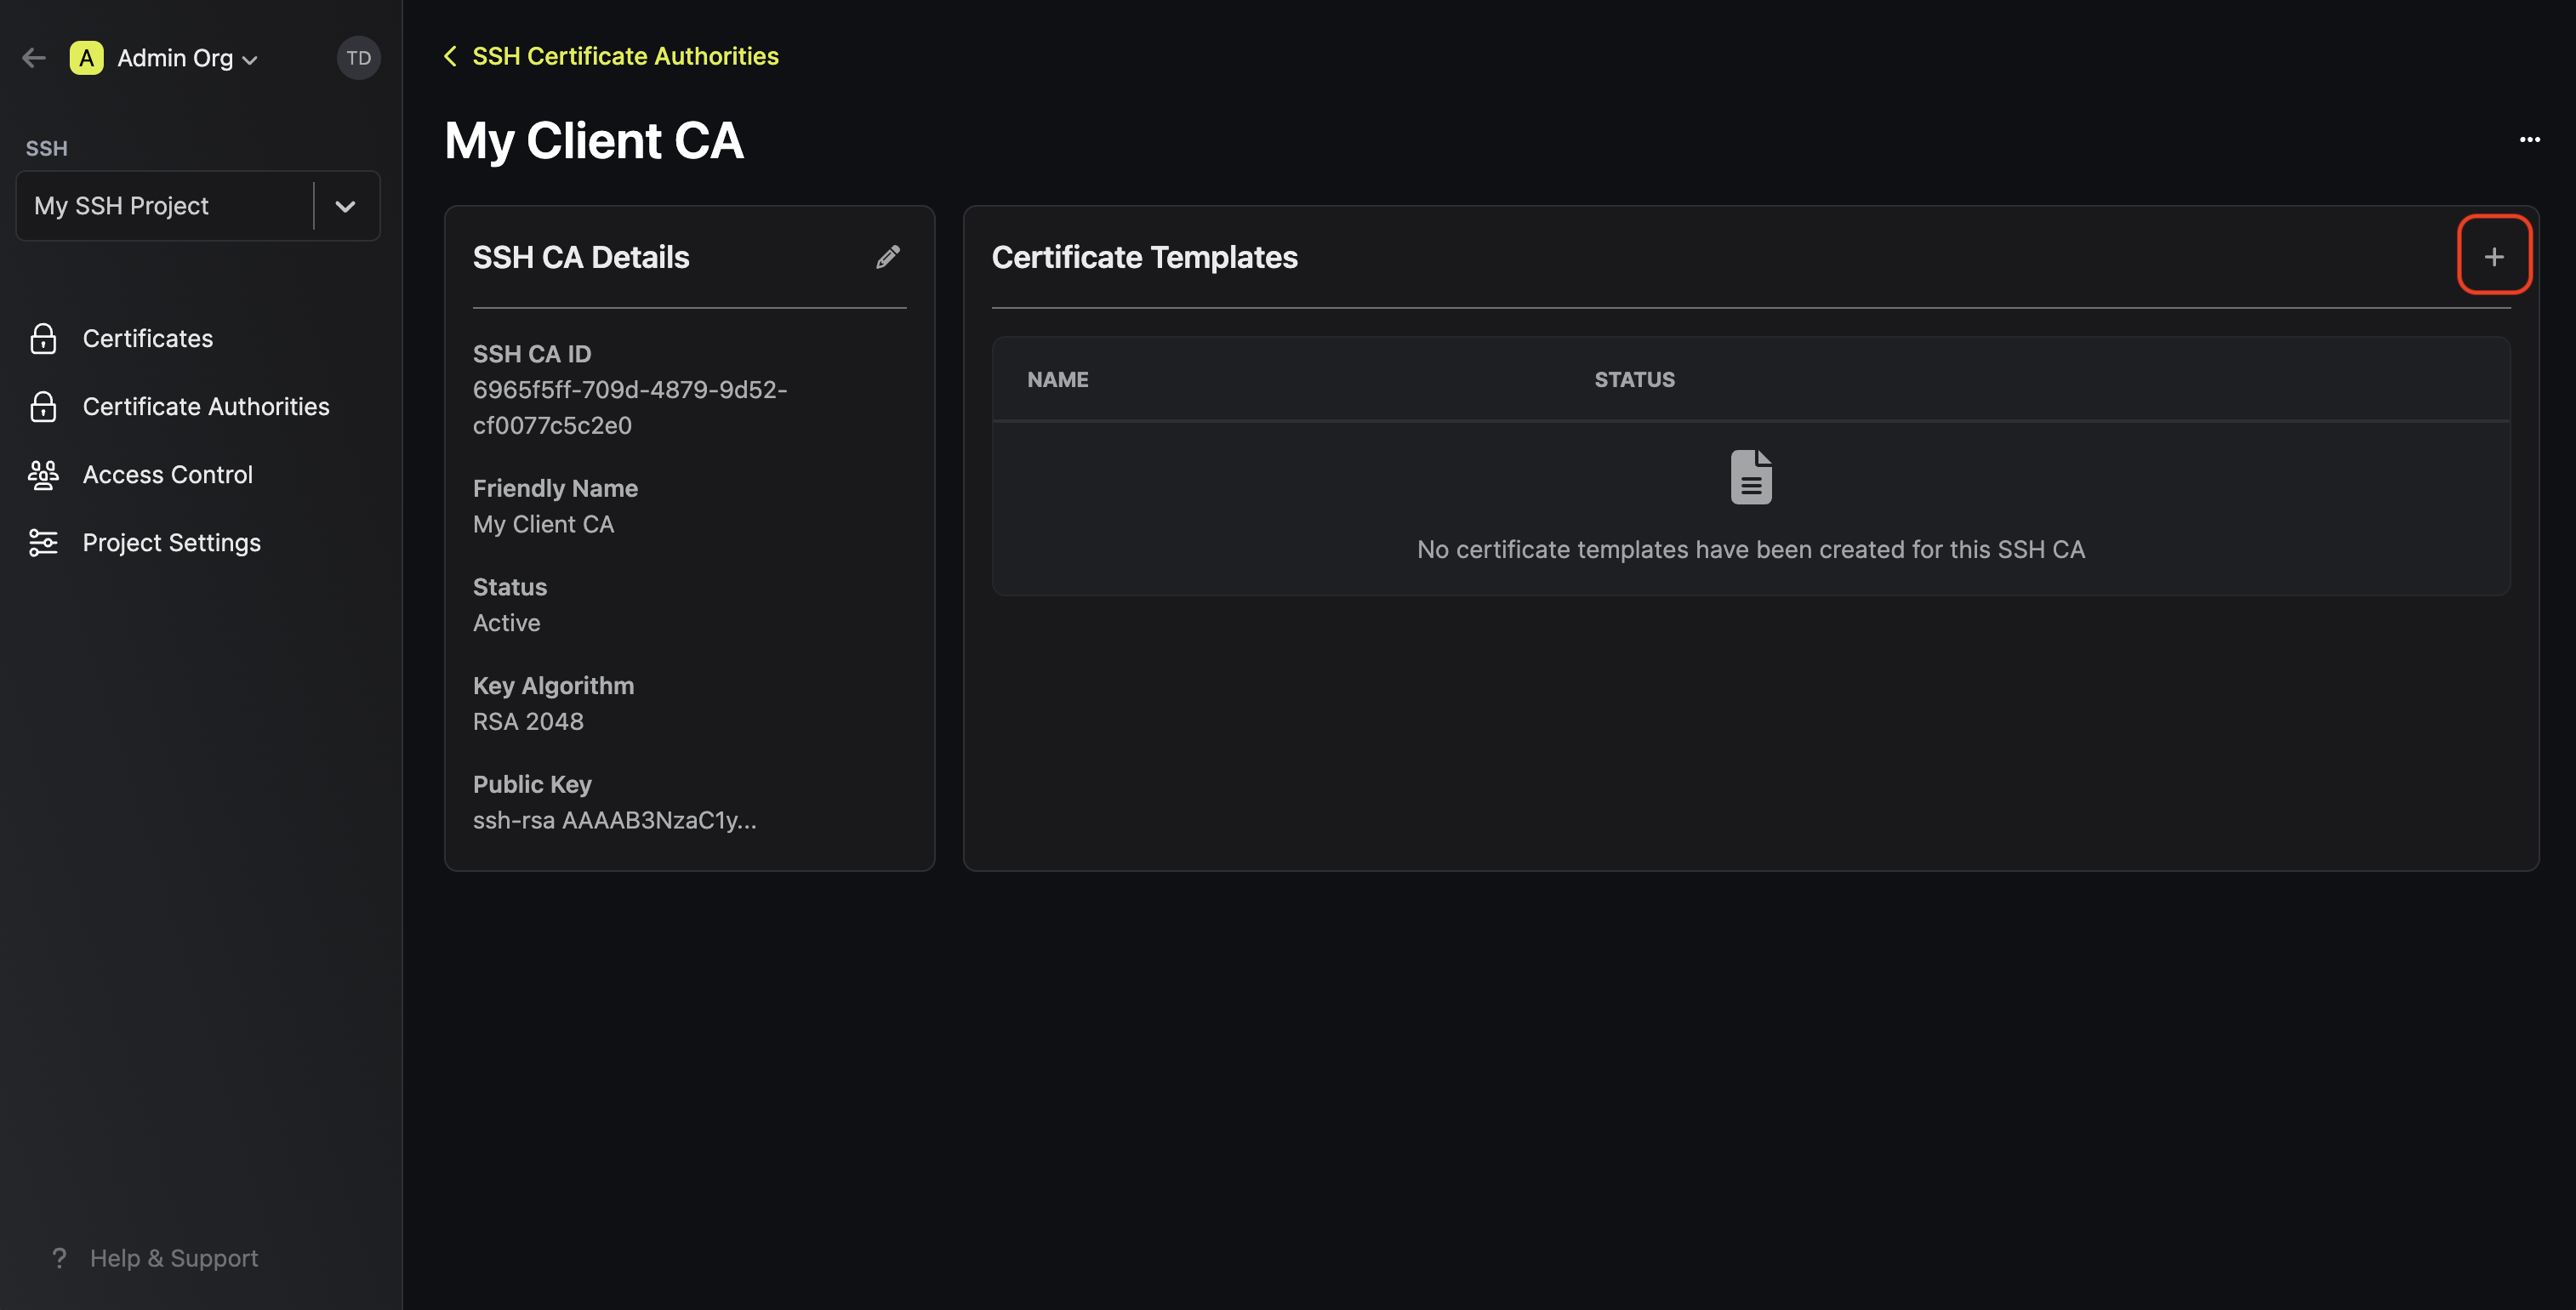 A Admin Org
TD
SSH
My SSH Project
Certificates
Certificate Authorities
Access Control
Project Settings
? Help & Support
SSH Certificate Authorities
My Client CA
SSH CA Details
SSH CA ID
6965f5ff-709d-4879-9d52-
cf0077c5c2e0
Friendly Name
My Client CA
Status
Active
Key Algorithm
RSA 2048
Public Key
ssh-rsa AAAAB3NzaC1y...
Certificate Templates
NAME STATUS
No certificate templates have been created for this SSH CA